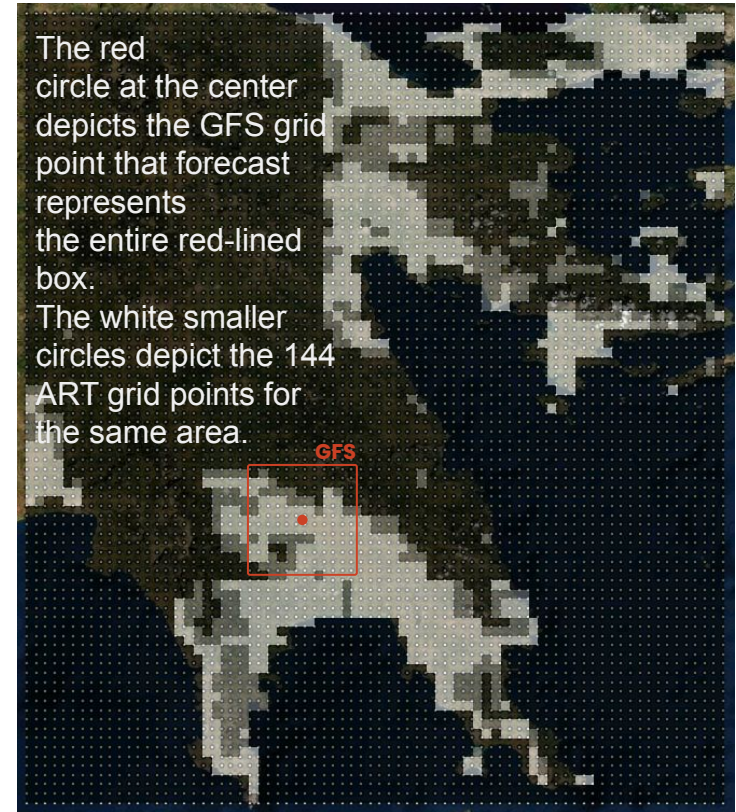 The red
circle at the center
depicts the GFS grid
point that forecast
represents
the entire red-lined
box.
The white smaller
circles depict the 144
ART grid points for
the same area.
GFS